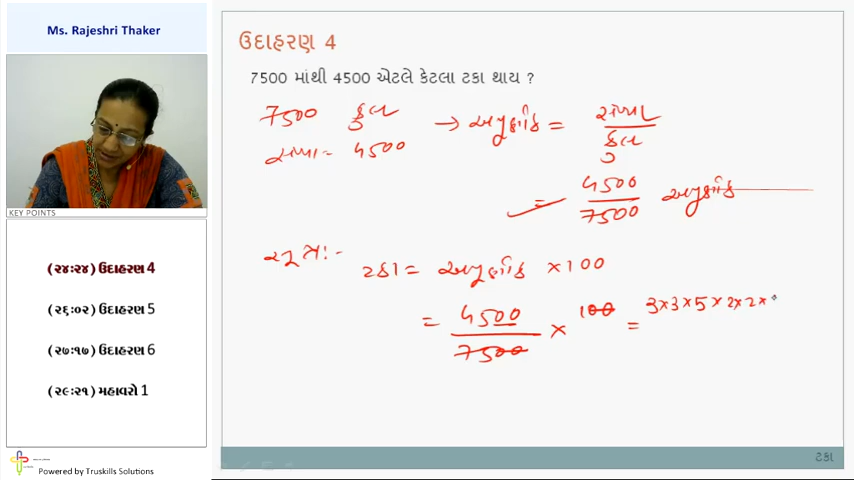 Ms. Rajeshri Thaker
ઉદાહરણ 4
7500 માંથી 4500 એટલે કેટલા ટકા થાય ?
7500 કુલ → અપૂર્ણાંક = સંખ્યા / કુલ
સંખ્યા = 4500
= 4500 / 7500 અપૂર્ણાંક
સૂત્ર :-
ટકા = અપૂર્ણાંક × 100
= 4500 / 7500 × 100 = 3×3×5×2×2×
KEY POINTS
(૨૪:૨૪) ઉદાહરણ 4
(૨૬:૦૨) ઉદાહરણ 5
(૨૭:૧૭) ઉદાહરણ 6
(૨૯:૨૧) મહાવરો 1
Powered by Truskills Solutions
ટકા